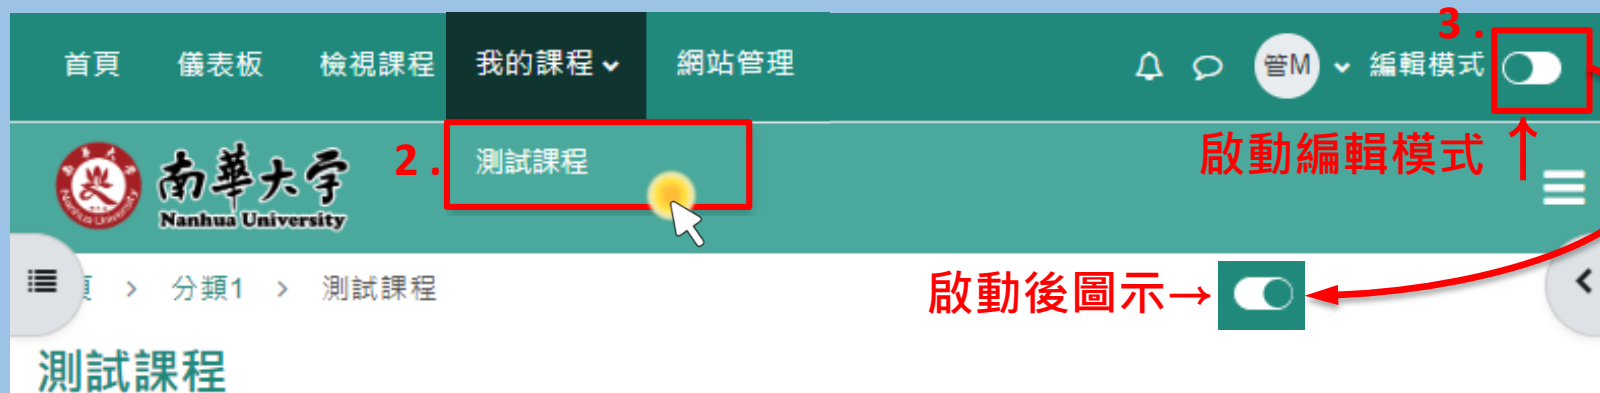 3.
首頁 儀表板 檢視課程 我的課程 網站管理 管M 編輯模式
啟動編輯模式↑
南華大学
Nanhua University
2. 測試課程
頁 > 分類1 > 測試課程
啟動後圖示→
測試課程